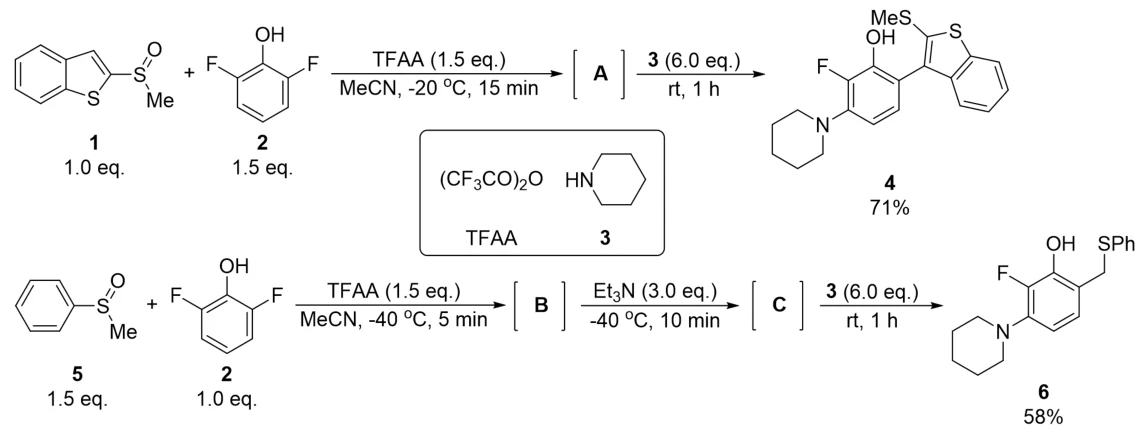 S
S
O
Me
1
1.0 eq.
+
OH
F
F
2
1.5 eq.
TFAA (1.5 eq.)
MeCN, -20 °C, 15 min
A
3 (6.0 eq.)
rt, 1 h
MeS
S
OH
F
N
4
71%
(CF3CO)2O
HN
TFAA
3
S
O
Me
5
1.5 eq.
+
OH
F
F
2
1.0 eq.
TFAA (1.5 eq.)
MeCN, -40 °C, 5 min
B
Et3N (3.0 eq.)
-40 °C, 10 min
C
3 (6.0 eq.)
rt, 1 h
OH
SPh
F
N
6
58%